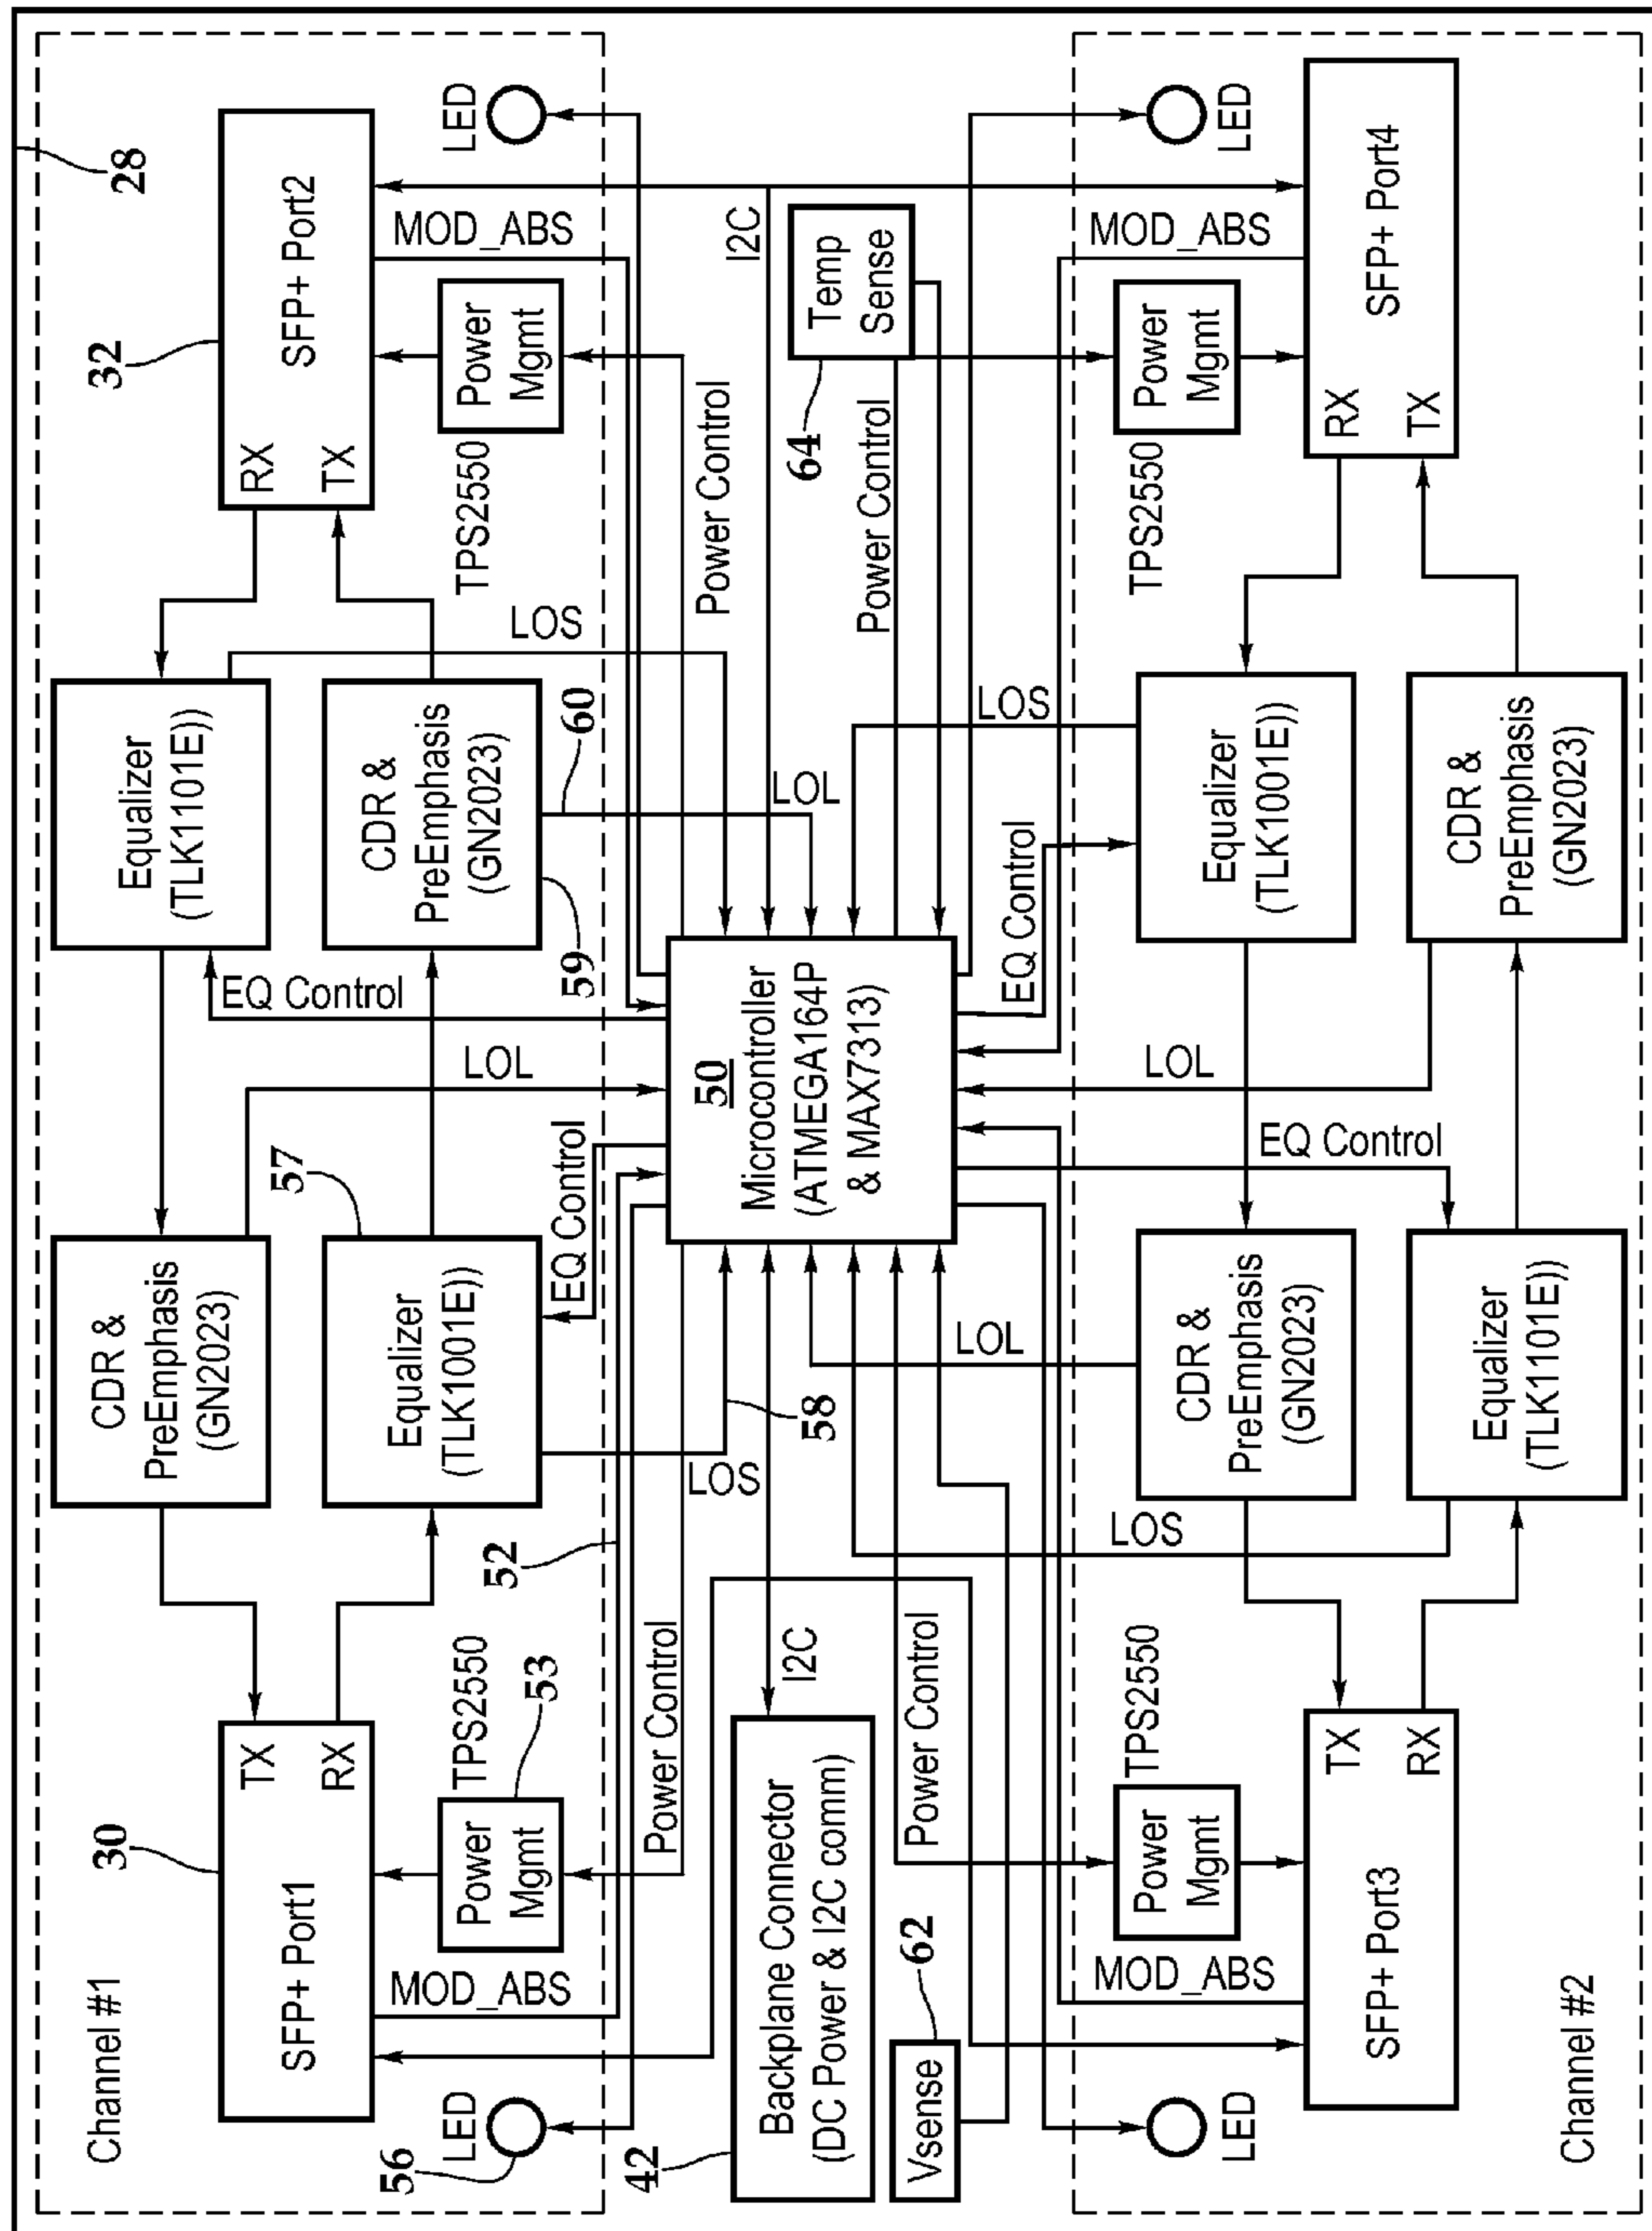 28
Channel #1
SFP+ Port1
TX
RX
30
CDR &
PreEmphasis
(GN2023)
Equalizer
(TLK1101E))
SFP+ Port2
RX
TX
32
Equalizer
(TLK1001E))
57
CDR &
PreEmphasis
(GN2023)
59
60
Power
Mgmt
TPS2550
53
MOD_ABS
LED
56
52
LOS
58
LOL
EQ Control
EQ Control
LOL
LOS
Power
Mgmt
TPS2550
MOD_ABS
LED
Power Control
Power Control
Backplane Connector
(DC Power & I2C comm)
42
I2C
50
Microcontroller
(ATMEGA164P
& MAX7313)
I2C
Temp
Sense
64
Vsense
62
Power Control
Power Control
LOL
LOS
EQ Control
LOS
LOL
EQ Control
MOD_ABS
Power
Mgmt
TPS2550
LED
MOD_ABS
Power
Mgmt
TPS2550
LED
SFP+ Port3
TX
RX
CDR &
PreEmphasis
(GN2023)
Equalizer
(TLK1001E))
SFP+ Port4
RX
TX
Equalizer
(TLK1101E))
CDR &
PreEmphasis
(GN2023)
Channel #2